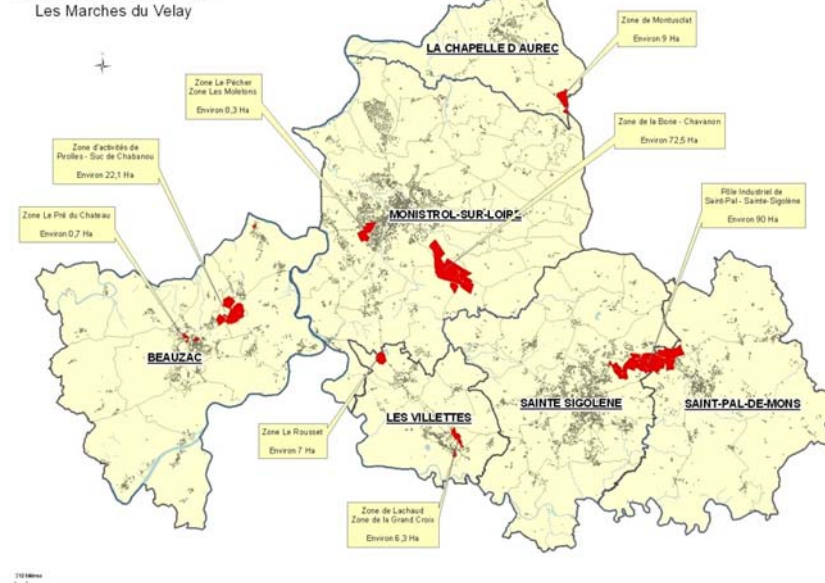 Les Marches du Velay
LA CHAPELLE D AUREC
Zone de Montusclat
Environ 9 Ha
Zone Le Pécher
Zone Les Moletons
Environ 8,3 Ha
Zone de la Borie - Chavanon
Environ 72,5 Ha
Zone d'activités de
Pirolles - Suc de Chabanou
Environ 22,1 Ha
Pôle Industriel de
Saint-Pal - Sainte-Sigolène
Environ 90 Ha
Zone Le Pré du Chateau
Environ 0,7 Ha
MONISTROL-SUR-LOIRE
BEAUZAC
SAINTE SIGOLENE
SAINT-PAL-DE-MONS
LES VILLETTES
Zone Le Rousset
Environ 7 Ha
Zone de Lachaud
Zone de la Grand Croix
Environ 6,3 Ha